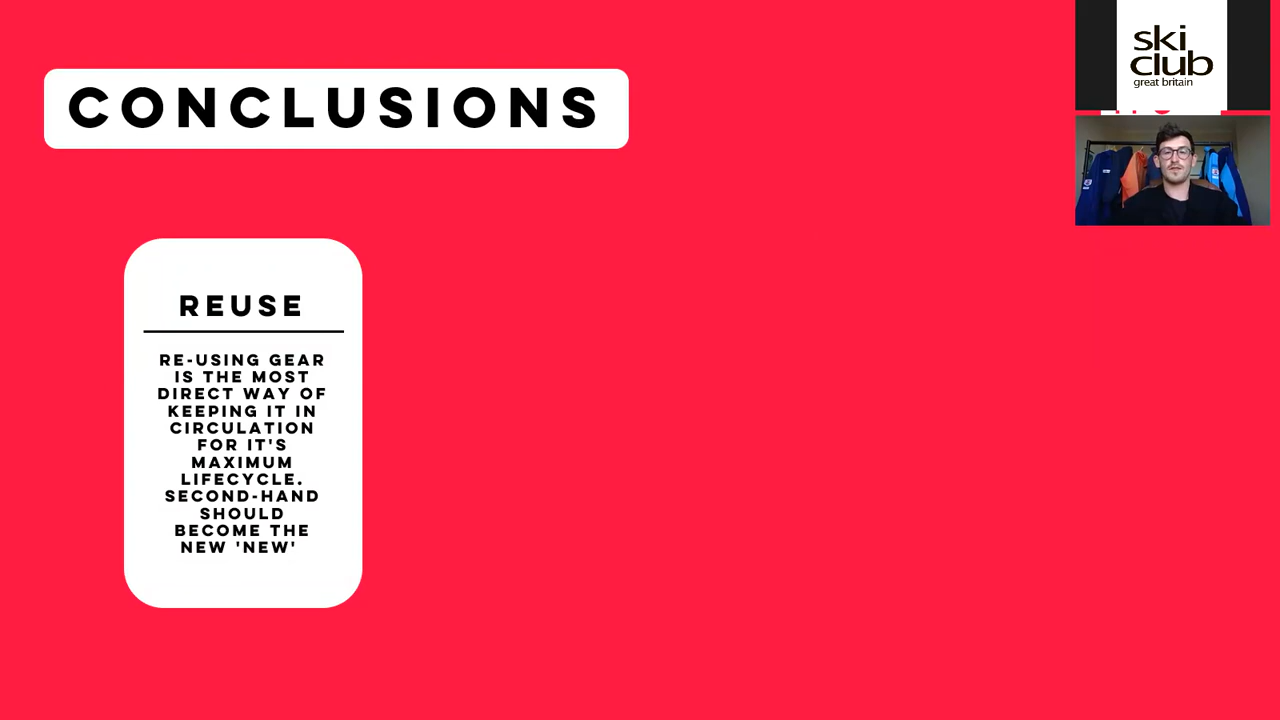 CONCLUSIONS
ski
club
great britain
REUSE
RE-USING GEAR
IS THE MOST
DIRECT WAY OF
KEEPING IT IN
CIRCULATION
FOR IT'S
MAXIMUM
LIFECYCLE.
SECOND-HAND
SHOULD
BECOME THE
NEW 'NEW'